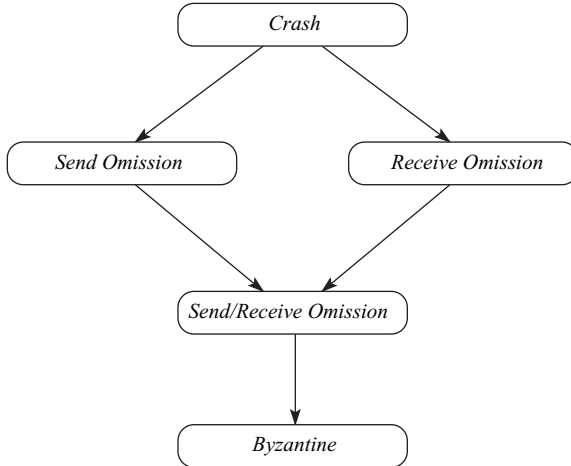 Crash
Send Omission
Receive Omission
Send/Receive Omission
Byzantine